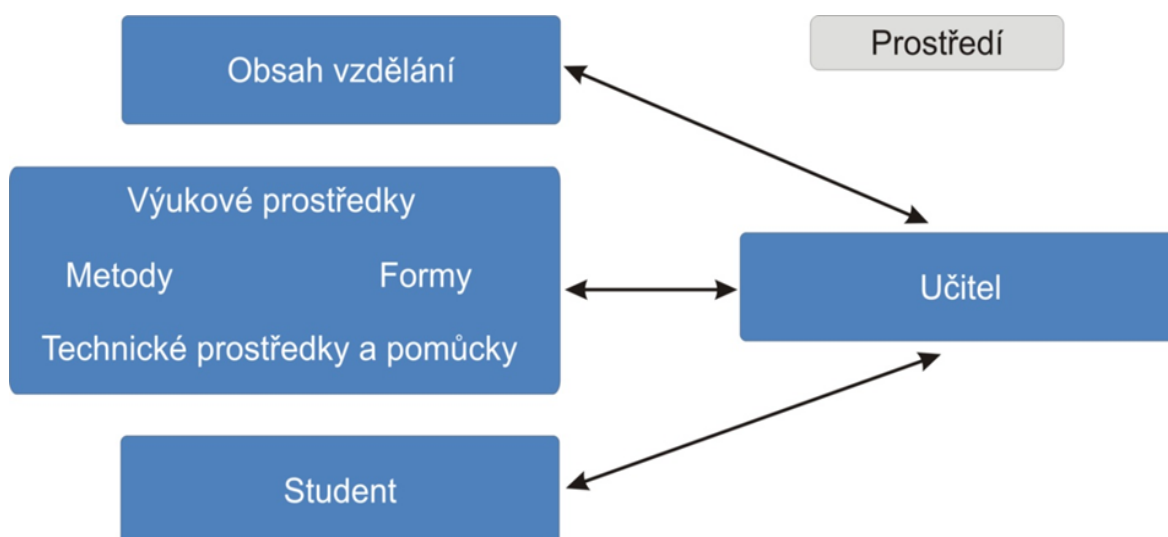 Obsah vzdělání
Prostředí
Výukové prostředky
Metody Formy
Technické prostředky a pomůcky
Učitel
Student